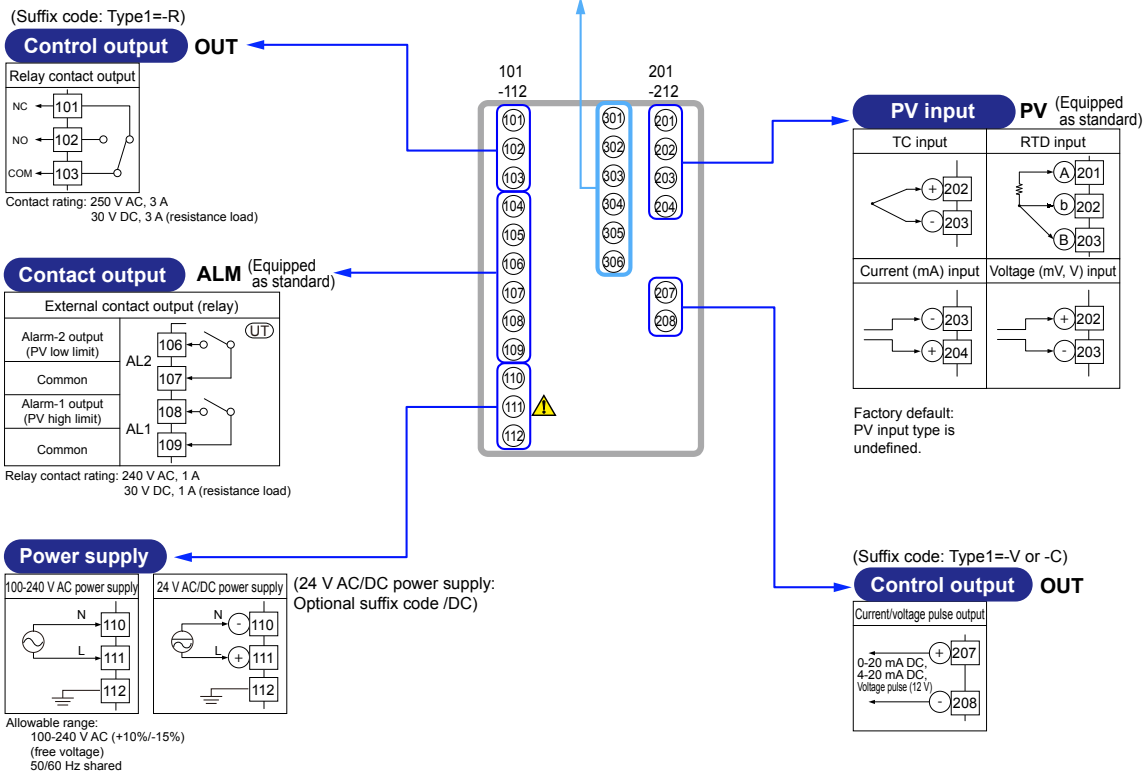 (Suffix code: Type1=-R)
Control output OUT
Relay contact output
NC 101
NO 102
COM 103
Contact rating: 250 V AC, 3 A
30 V DC, 3 A (resistance load)
Contact output ALM (Equipped as standard)
External contact output (relay)
UT
Alarm-2 output
(PV low limit)
106
AL2
Common
107
Alarm-1 output
(PV high limit)
108
AL1
Common
109
Relay contact rating: 240 V AC, 1 A
30 V DC, 1 A (resistance load)
Power supply
100-240 V AC power supply
N 110
L 111
112
24 V AC/DC power supply
N - 110
L + 111
112
(24 V AC/DC power supply:
Optional suffix code /DC)
Allowable range:
100-240 V AC (+10%/-15%)
(free voltage)
50/60 Hz shared
101
-112
201
-212
101
102
103
104
105
106
107
108
109
110
111
112
301
302
303
304
305
306
201
202
203
204
207
208
PV input PV (Equipped
as standard)
TC input
+ 202
- 203
RTD input
A 201
b 202
B 203
Current (mA) input
- 203
+ 204
Voltage (mV, V) input
+ 202
- 203
Factory default:
PV input type is
undefined.
(Suffix code: Type1=-V or -C)
Control output OUT
Current/voltage pulse output
+ 207
0-20 mA DC,
4-20 mA DC,
Voltage pulse (12 V)
- 208